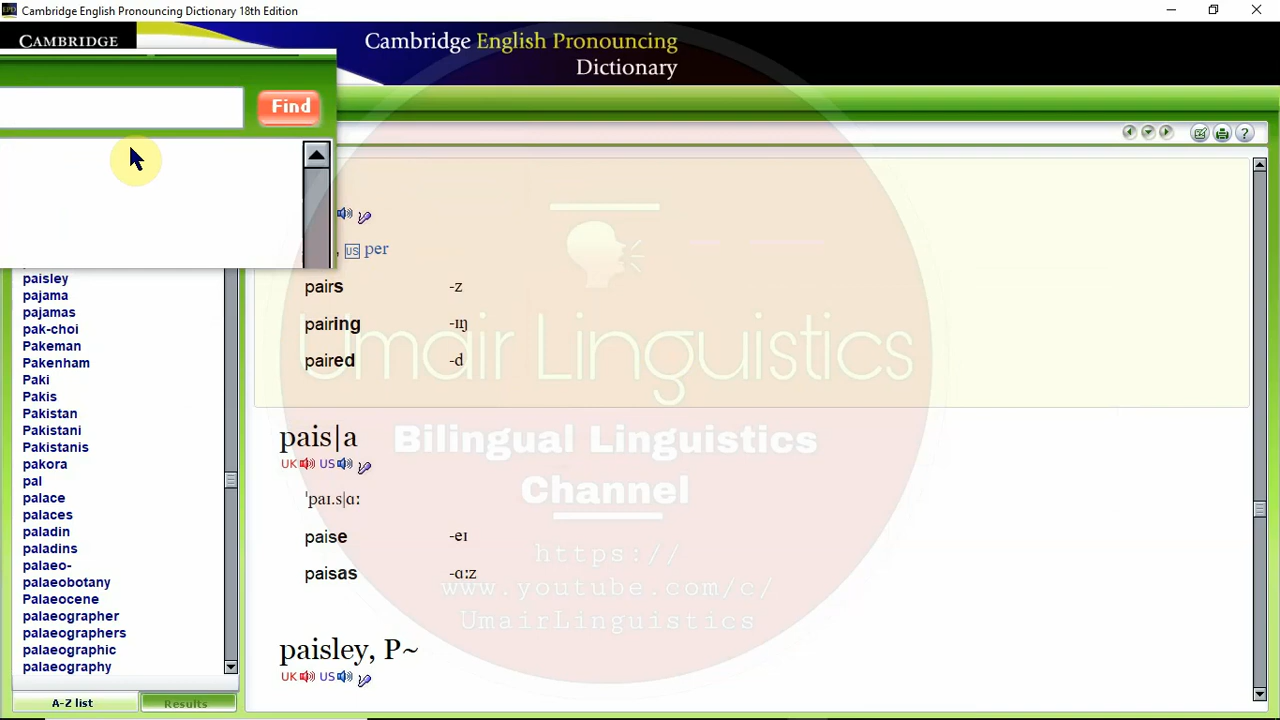 Cambridge English Pronouncing Dictionary 18th Edition
CAMBRIDGE
Cambridge English Pronouncing
Dictionary
Find
, US per
pairs -z
pairing -ɪŋ
paired -d
pais|a
UK US
ˈpaɪ.s|ɑː
paise -eɪ
paisas -ɑːz
paisley, P~
UK US
paisley
pajama
pajamas
pak-choi
Pakeman
Pakenham
Paki
Pakis
Pakistan
Pakistani
Pakistanis
pakora
pal
palace
palaces
paladin
paladins
palaeo-
palaeobotany
Palaeocene
palaeographer
palaeographers
palaeographic
palaeography
A-Z list
Results
Umair Linguistics
Bilingual Linguistics
Channel
https://
www.youtube.com/c/
UmairLinguistics